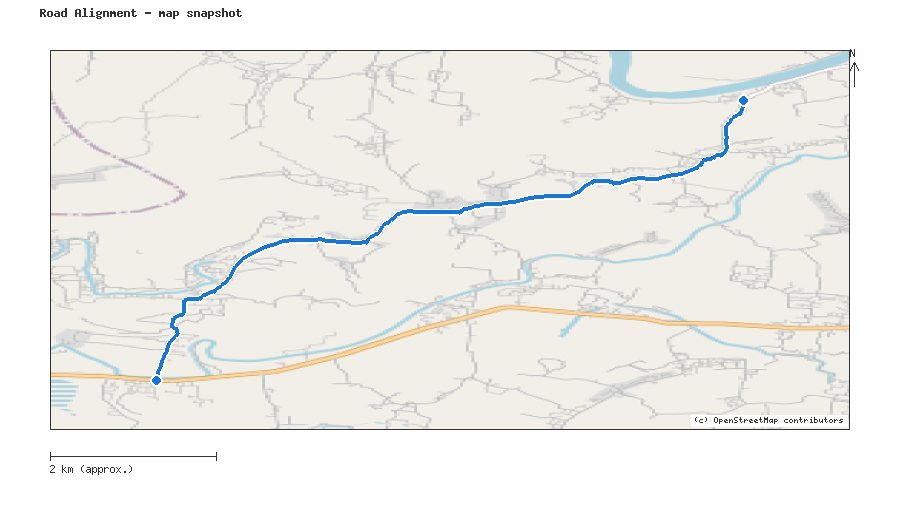 Road Alignment - map snapshot
N
(c) OpenStreetMap contributors
2 km (approx.)